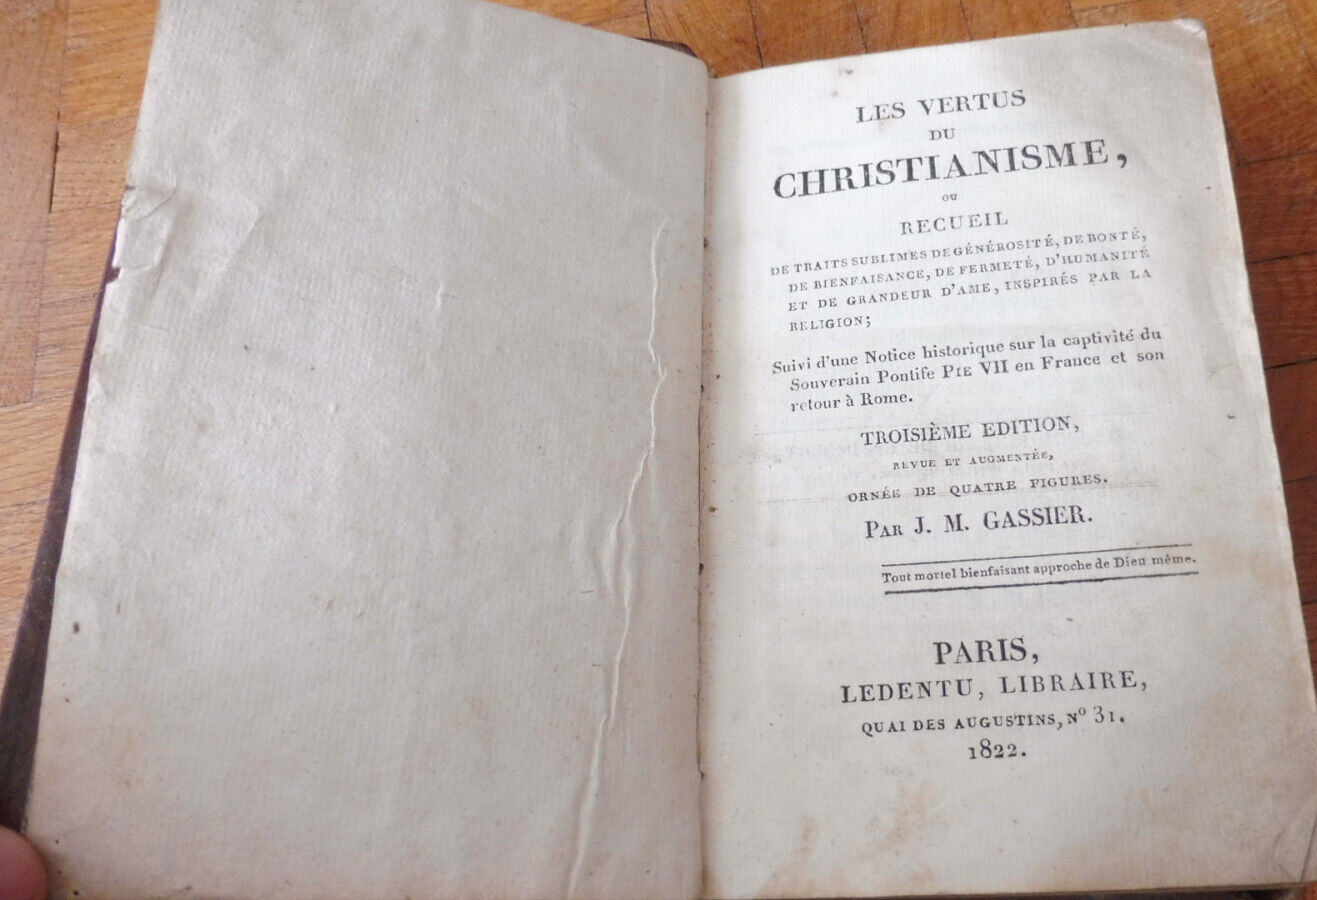 LES VERTUS
DU
CHRISTIANISME,
OU
RECUEIL
DE TRAITS SUBLIMES DE GÉNÉROSITÉ, DE BONTÉ,
DE BIENFAISANCE, DE FERMETÉ, D'HUMANITÉ
ET DE GRANDEUR D'AME, INSPIRÉS PAR LA
RELIGION;
Suivi d'une Notice historique sur la captivité du
Souverain Pontife PIE VII en France et son
retour à Rome.
TROISIÈME EDITION,
REVUE ET AUGMENTÉE,
ORNÉE DE QUATRE FIGURES.
PAR J. M. GASSIER.
Tout mortel bienfaisant approche de Dieu même.
PARIS,
LEDENTU, LIBRAIRE,
QUAI DES AUGUSTINS, Nº 31.
1822.